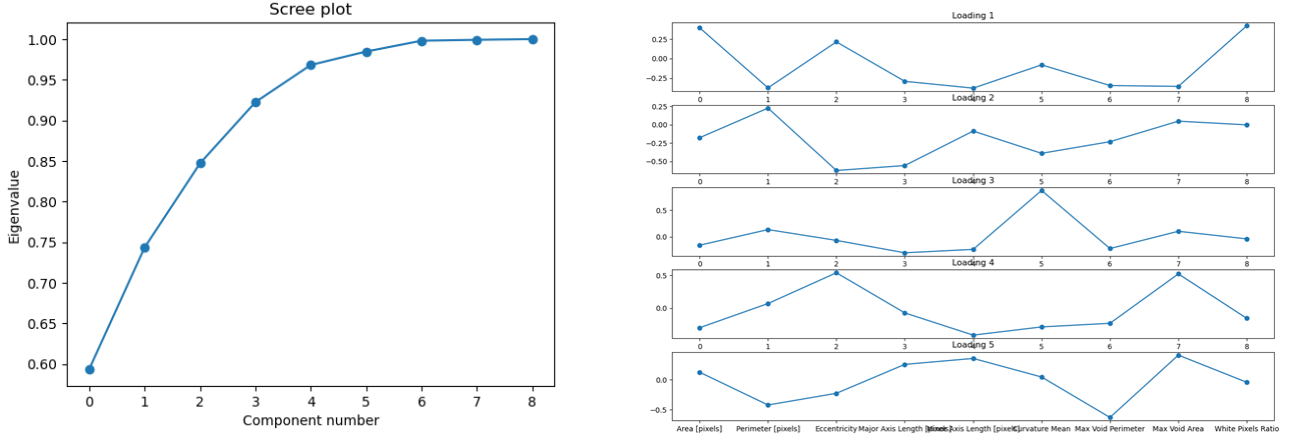 Scree plot
1.00
0.95
0.90
0.85
0.80
0.75
0.70
0.65
0.60
Eigenvalue
0 1 2 3 4 5 6 7 8
Component number
Loading 1
0.25
0.00
−0.25
0 1 2 3 4 5 6 7 8
Loading 2
0.25
0.00
−0.25
−0.50
0 1 2 3 4 5 6 7 8
Loading 3
0.5
0.0
0 1 2 3 4 5 6 7 8
Loading 4
0.5
0.0
0 1 2 3 4 5 6 7 8
Loading 5
0.0
−0.5
Area [pixels] Perimeter [pixels] Eccentricity Major Axis Length Axis Length Curvature Mean Max Void Perimeter Max Void Area White Pixels Ratio